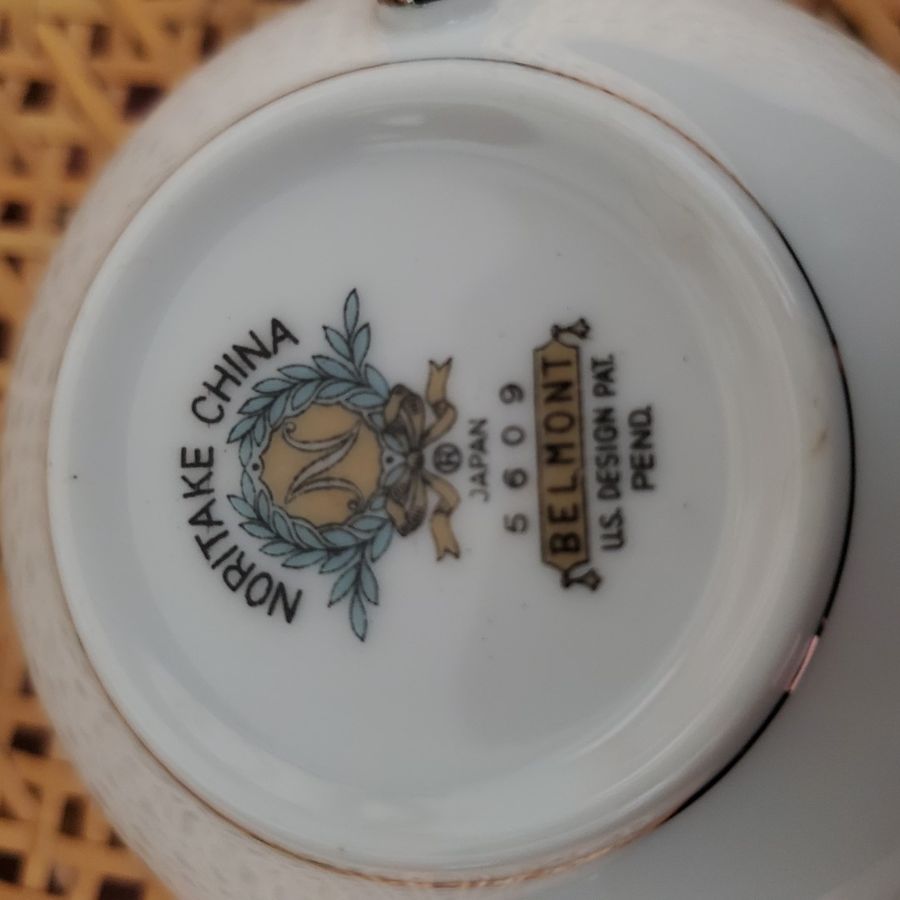 NORITAKE CHINA
N
®
JAPAN
5609
BELMONT
U.S. DESIGN PAT.
PEND.